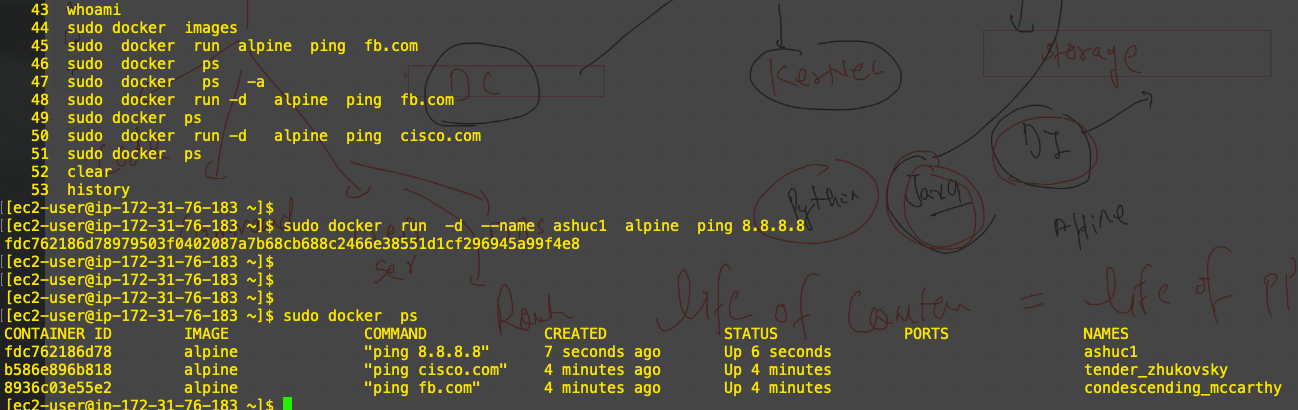 43 whoami
44 sudo docker images
45 sudo docker run alpine ping fb.com
46 sudo docker ps
47 sudo docker ps -a
48 sudo docker run -d alpine ping fb.com
49 sudo docker ps
50 sudo docker run -d alpine ping cisco.com
51 sudo docker ps
52 clear
53 history
[[ec2-user@ip-172-31-76-183 ~]$
[[ec2-user@ip-172-31-76-183 ~]$ sudo docker run -d --name ashuc1 alpine ping 8.8.8.8
fdc762186d78979503f0402087a7b68cb688c2466e38551d1cf296945a99f4e8
[[ec2-user@ip-172-31-76-183 ~]$
[[ec2-user@ip-172-31-76-183 ~]$
[[ec2-user@ip-172-31-76-183 ~]$
[[ec2-user@ip-172-31-76-183 ~]$ sudo docker ps
CONTAINER ID IMAGE COMMAND CREATED STATUS PORTS NAMES
fdc762186d78 alpine "ping 8.8.8.8" 7 seconds ago Up 6 seconds ashuc1
b586e896b818 alpine "ping cisco.com" 4 minutes ago Up 4 minutes tender_zhukovsky
8936c03e55e2 alpine "ping fb.com" 4 minutes ago Up 4 minutes condescending_mccarthy
[ec2-user@ip-172-31-76-183 ~]$
DC
Kernel
storage
Python
Java
ser
life of = life of PP